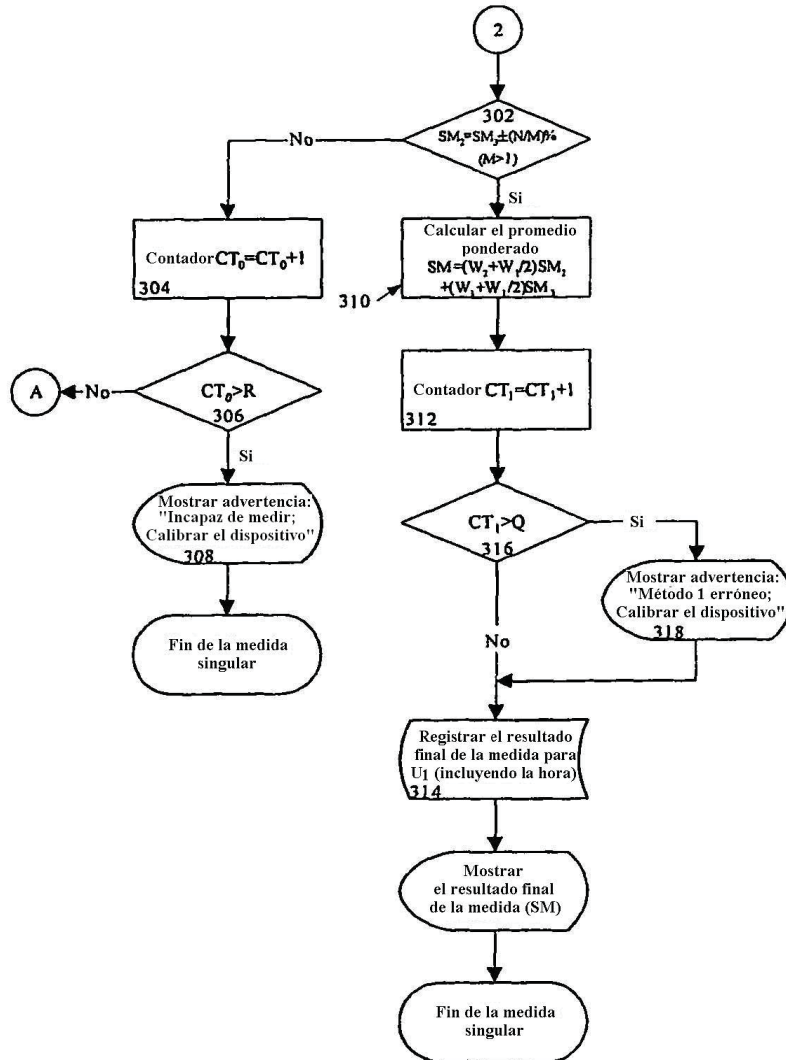 2
302
SM₂=SM₃±(N/M)%
(M>1)
No
Si
Contador CT₀=CT₀+1
304
Calcular el promedio
ponderado
SM=(W₂+W₁/2)SM₂
+(W₃+W₁/2)SM₃
310
A
No
CT₀>R
306
Si
Contador CT₁=CT₁+1
312
Mostrar advertencia:
"Incapaz de medir;
Calibrar el dispositivo"
308
CT₁>Q
316
Si
Mostrar advertencia:
"Método 1 erróneo;
Calibrar el dispositivo"
318
Fin de la medida
singular
No
Registrar el resultado
final de la medida para
U1 (incluyendo la hora)
314
Mostrar
el resultado final
de la medida (SM)
Fin de la medida
singular